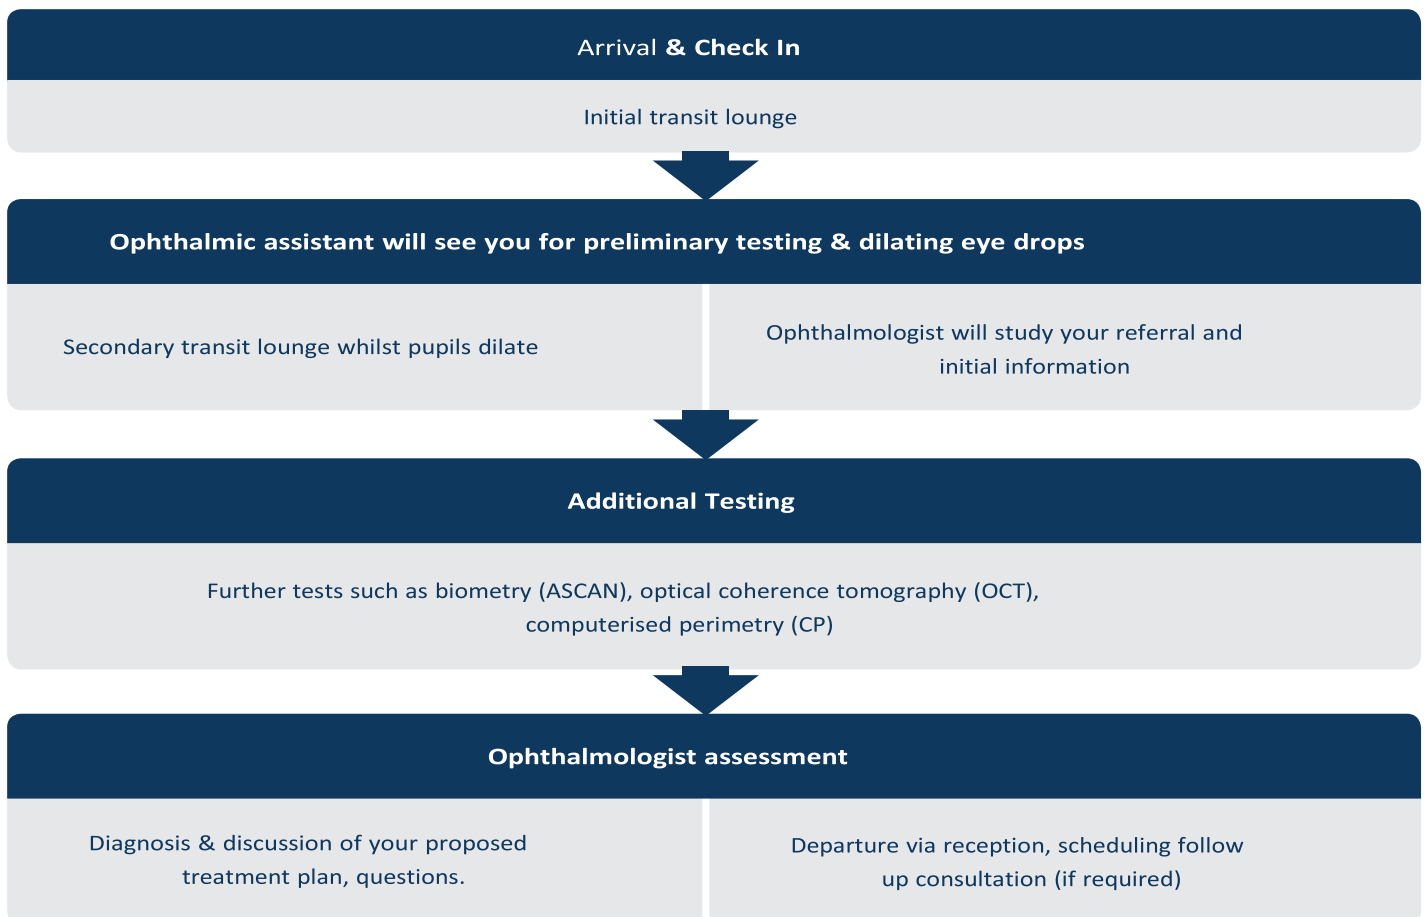 Arrival & Check In
Initial transit lounge
Ophthalmic assistant will see you for preliminary testing & dilating eye drops
Secondary transit lounge whilst pupils dilate
Ophthalmologist will study your referral and
initial information
Additional Testing
Further tests such as biometry (ASCAN), optical coherence tomography (OCT),
computerised perimetry (CP)
Ophthalmologist assessment
Diagnosis & discussion of your proposed
treatment plan, questions.
Departure via reception, scheduling follow
up consultation (if required)